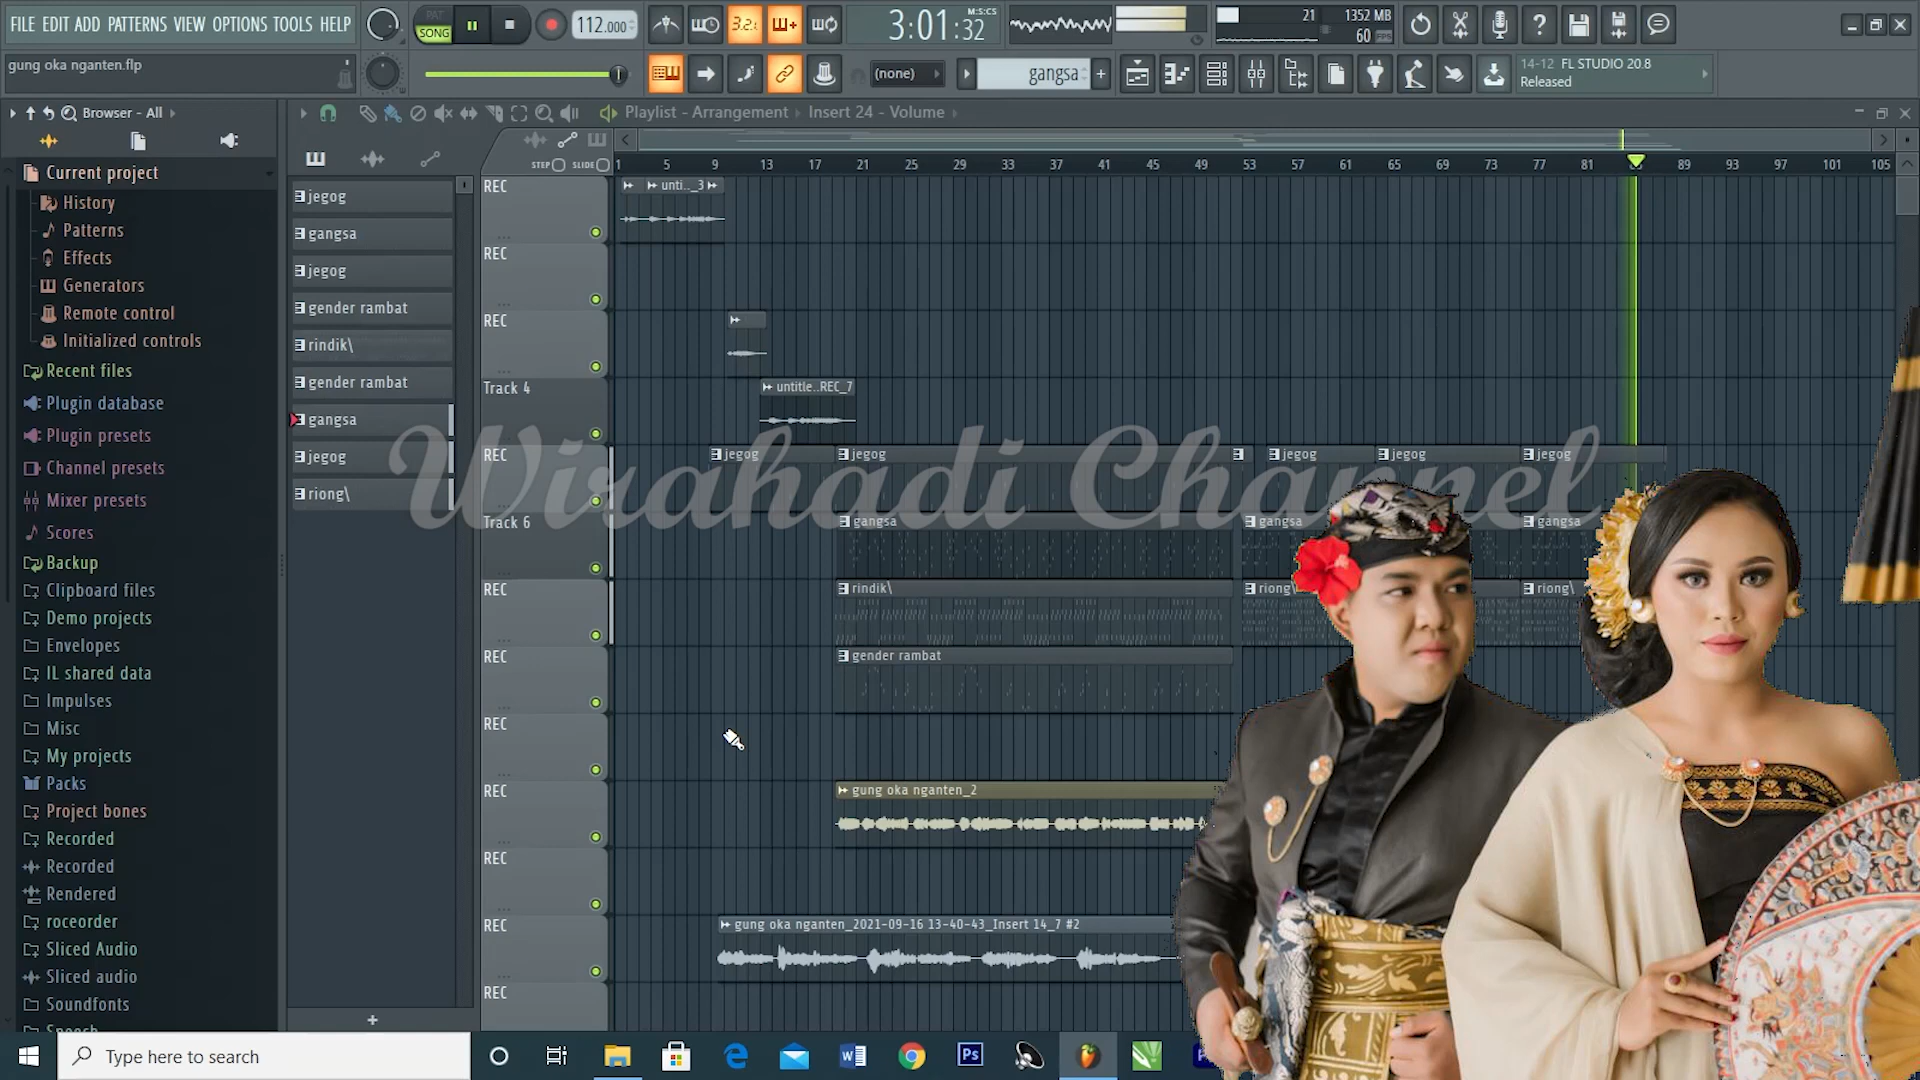 FILE EDIT ADD PATTERNS VIEW OPTIONS TOOLS HELP
PAT
SONG
112.000
3.2.
3:01:32
M:S:CS
21
1352 MB
60 FPS
gung oka nganten.flp
(none)
gangsa
+
14-12 FL STUDIO 20.8
Released
Browser - All
Playlist - Arrangement
Insert 24 - Volume
STEP
SLIDE
1 5 9 13 17 21 25 29 33 37 41 45 49 53 57 61 65 69 73 77 81 89 93 97 101 105
Current project
History
Patterns
Effects
Generators
Remote control
Initialized controls
Recent files
Plugin database
Plugin presets
Channel presets
Mixer presets
Scores
Backup
Clipboard files
Demo projects
Envelopes
IL shared data
Impulses
Misc
My projects
Packs
Project bones
Recorded
Recorded
Rendered
roceorder
Sliced Audio
Sliced audio
Soundfonts
Speech
jegog
gangsa
jegog
gender rambat
rindik\
gender rambat
gangsa
jegog
riong\
+
REC
unti.._3
REC
REC
Track 4
untitle..REC_7
REC
jegog
jegog
jegog
jegog
jegog
Wirahadi Channel
Track 6
gangsa
gangsa
gangsa
REC
rindik\
riong\
riong\
REC
gender rambat
REC
REC
gung oka nganten_2
REC
REC
gung oka nganten_2021-09-16 13-40-43_Insert 14_7 #2
REC
Type here to search
Ps